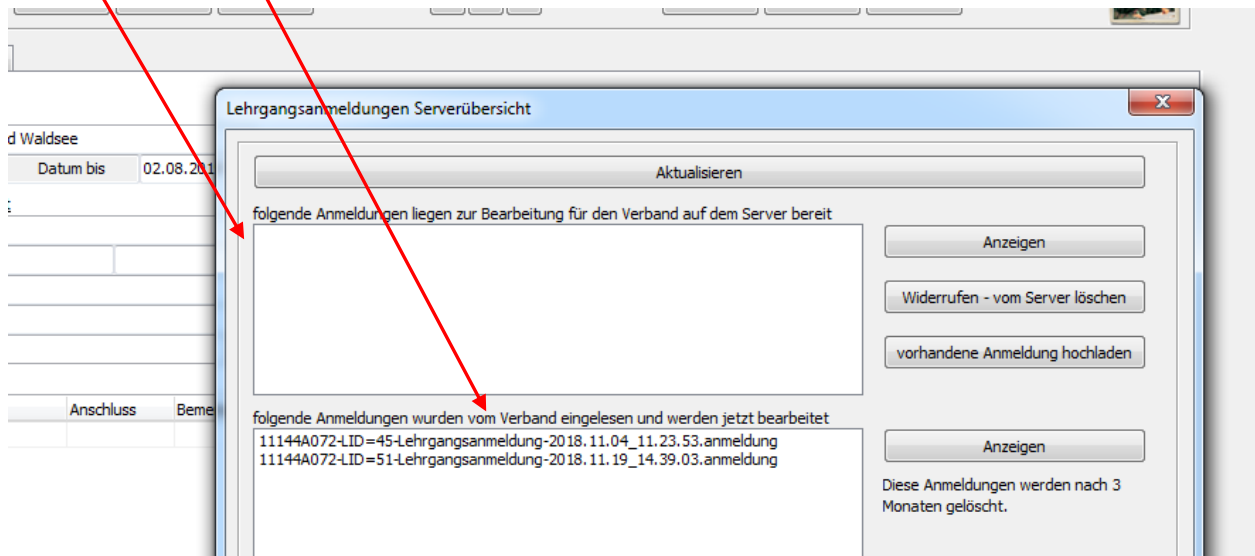 Lehrgangsanmeldungen Serverübersicht
d Waldsee
Datum bis 02.08.201
Aktualisieren
folgende Anmeldungen liegen zur Bearbeitung für den Verband auf dem Server bereit
Anzeigen
Widerrufen - vom Server löschen
vorhandene Anmeldung hochladen
Anschluss Beme
folgende Anmeldungen wurden vom Verband eingelesen und werden jetzt bearbeitet
11144A072-LID=45-Lehrgangsanmeldung-2018.11.04_11.23.53.anmeldung
11144A072-LID=51-Lehrgangsanmeldung-2018.11.19_14.39.03.anmeldung
Anzeigen
Diese Anmeldungen werden nach 3
Monaten gelöscht.